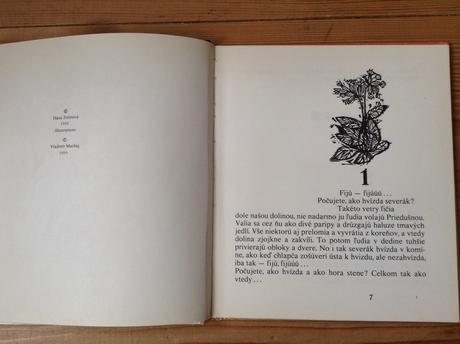 ©
Hana Zelinová
1959
Illustrations
©
Vladimír Machaj
1959
1
Fijú — fijúúú . . .
Počujete, ako hvízda severák?
Takéto vetry fičia
dole našou dolinou, nie nadarmo ju ľudia volajú Priedušnou.
Valia sa cez ňu ako divé paripy a drúzgajú haluze tmavých
jedlí. Vše niektorú aj prelomia a vyvrátia z koreňov, a vtedy
dolina zjojkne a zakvíli. To potom ľudia v dedine tuhšie
privierajú obloky a dvere. No i tak severák hvízda v komí-
ne, ako keď chlapča zošúveri ústa k hvizdu, ale nezahvízda,
iba tak — fijú, fijúúú . . .
Počujete, ako hvízda a ako hora stene? Celkom tak ako
vtedy . . .
7